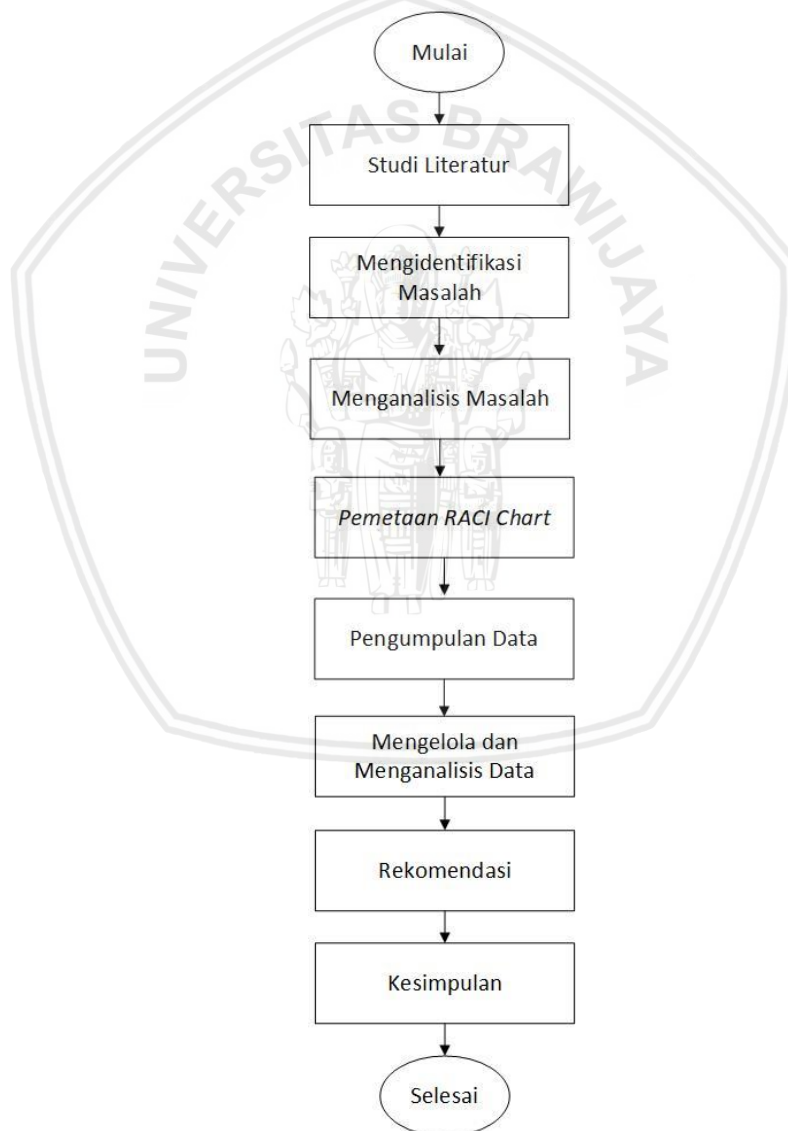 UNIVERSITAS BRAWIJAYA
Mulai
Studi Literatur
Mengidentifikasi
Masalah
Menganalisis Masalah
Pemetaan RACI Chart
Pengumpulan Data
Mengelola dan
Menganalisis Data
Rekomendasi
Kesimpulan
Selesai